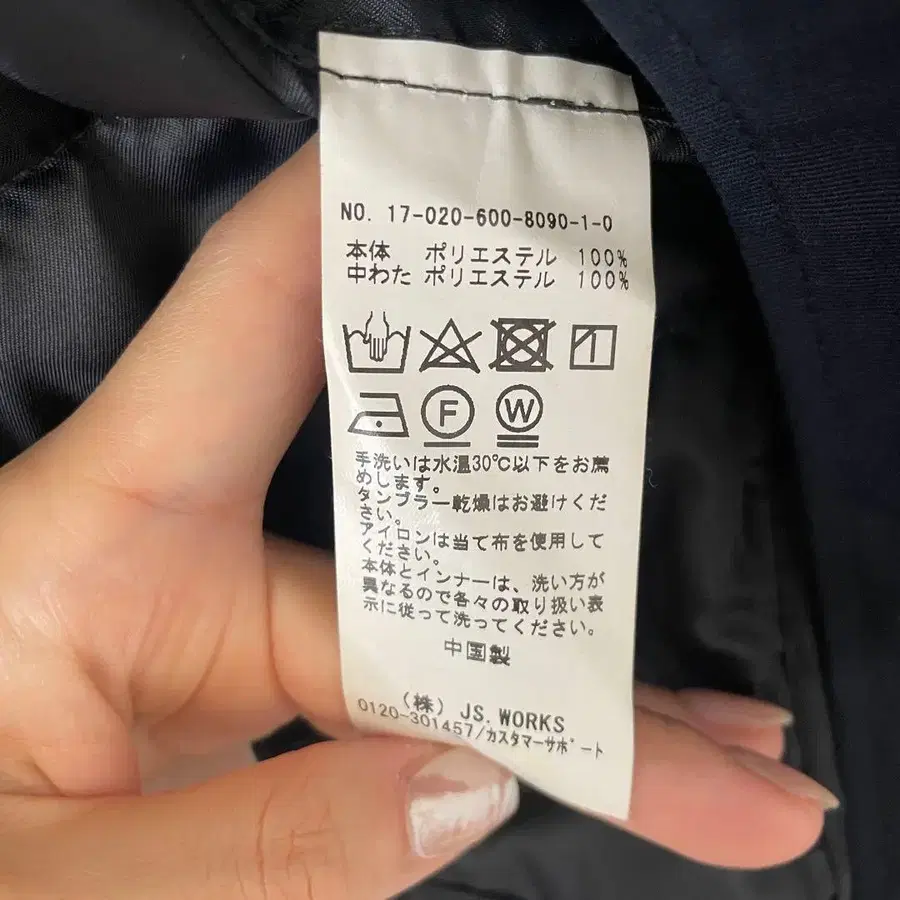 NO. 17-020-600-8090-1-0
本体 ポリエステル 100%
中わた ポリエステル 100%
F W
手洗いは水温30℃以下をお薦
めします。
タンブラー乾燥はお避けくだ
さい。
アイロンは当て布を使用して
ください。
本体とインナーは、洗い方が
異なるので各々の取り扱い表
示に従って洗ってください。
中国製
(株) JS.WORKS
0120-301457/カスタマーサポート